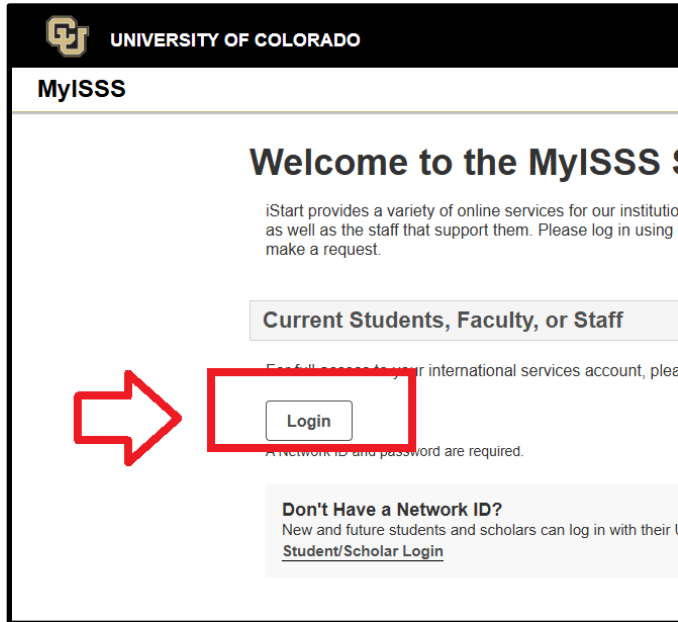 UNIVERSITY OF COLORADO
MyISSS
Welcome to the MyISSS
iStart provides a variety of online services for our
as well as the staff that support them. Please log in using
make a request.
Current Students, Faculty, or Staff
For full access to your international services account,
Login
A Network ID and password are required.
Don't Have a Network ID?
New and future students and scholars can log in with their
Student/Scholar Login